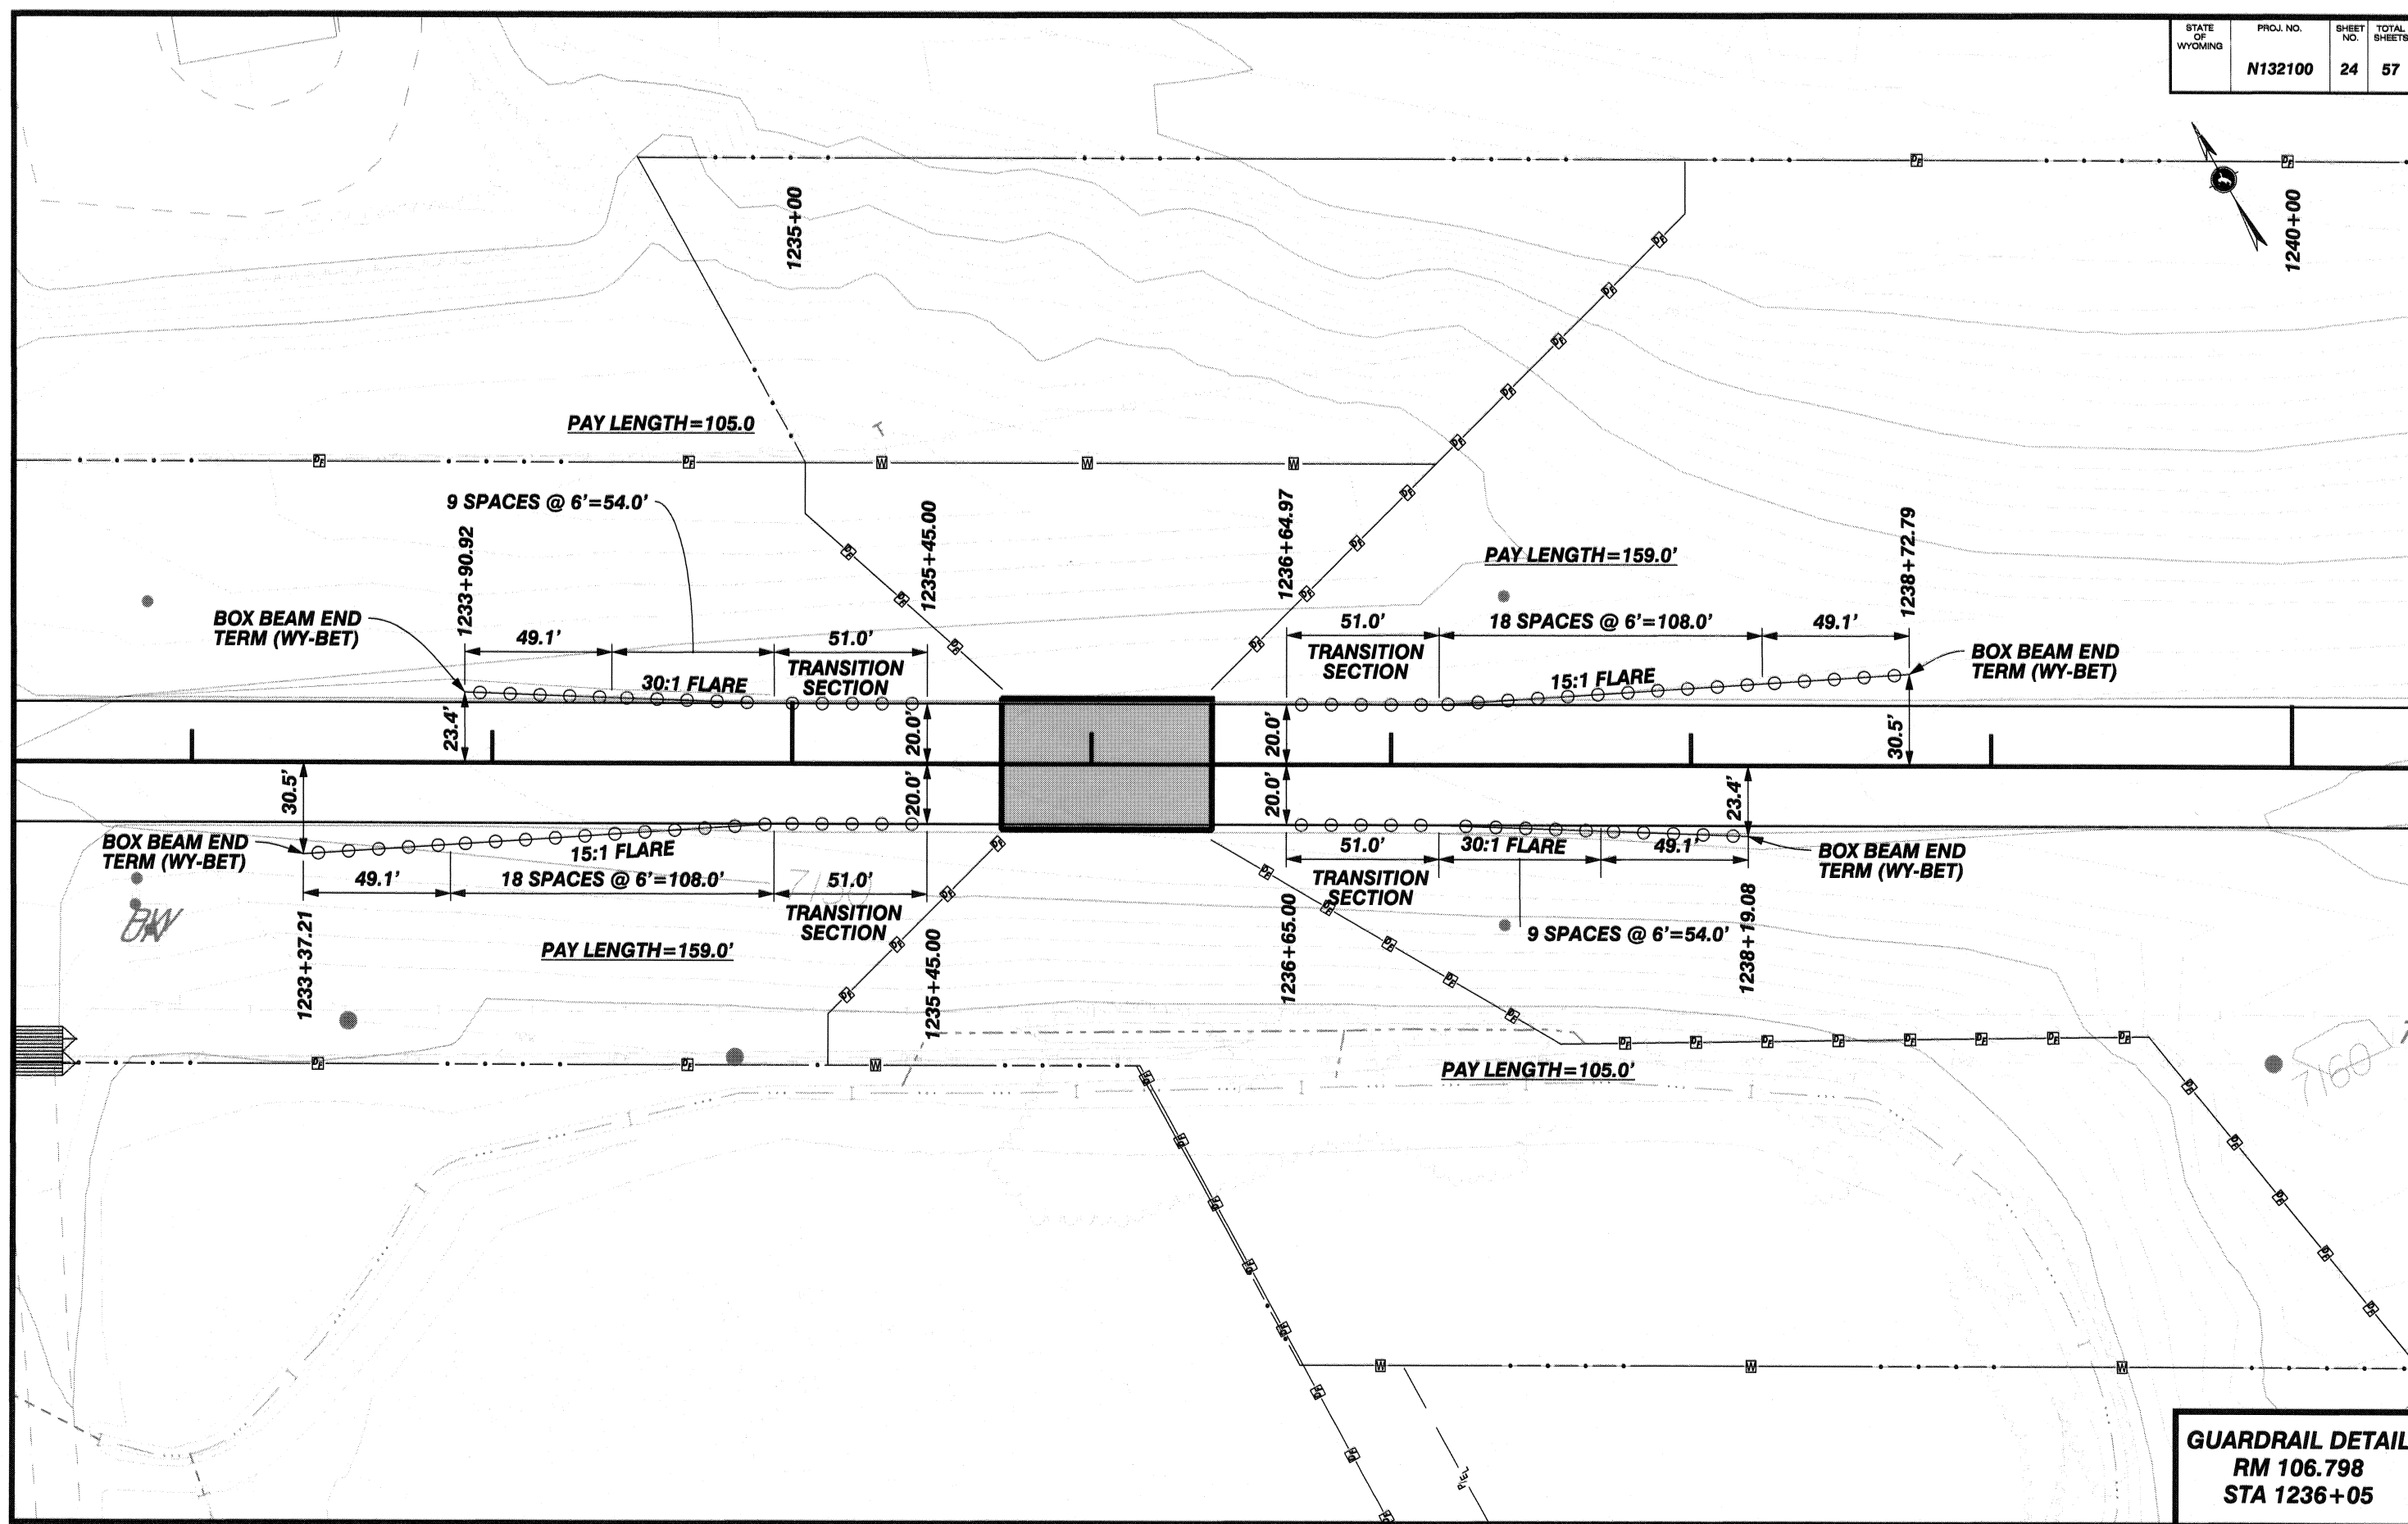 STATE
OF
WYOMING
PROJ. NO.
SHEET
NO.
TOTAL
SHEETS
N132100
24
57
1235+00
1240+00
PAY LENGTH=105.0
T
9 SPACES @ 6'=54.0'
1233+90.92
1235+45.00
1236+64.97
1238+72.79
PAY LENGTH=159.0'
BOX BEAM END
TERM (WY-BET)
49.1'
51.0'
TRANSITION
SECTION
30:1 FLARE
51.0'
TRANSITION
SECTION
18 SPACES @ 6'=108.0'
49.1'
15:1 FLARE
BOX BEAM END
TERM (WY-BET)
23.4'
20.0'
20.0'
30.5'
30.5'
20.0'
20.0'
23.4'
BOX BEAM END
TERM (WY-BET)
15:1 FLARE
49.1'
18 SPACES @ 6'=108.0'
51.0'
TRANSITION
SECTION
51.0'
TRANSITION
SECTION
30:1 FLARE
49.1'
BOX BEAM END
TERM (WY-BET)
9 SPACES @ 6'=54.0'
1233+37.21
PAY LENGTH=159.0'
1235+45.00
1236+65.00
1238+19.08
PAY LENGTH=105.0'
7150
7160
GUARDRAIL DETAIL
RM 106.798
STA 1236+05